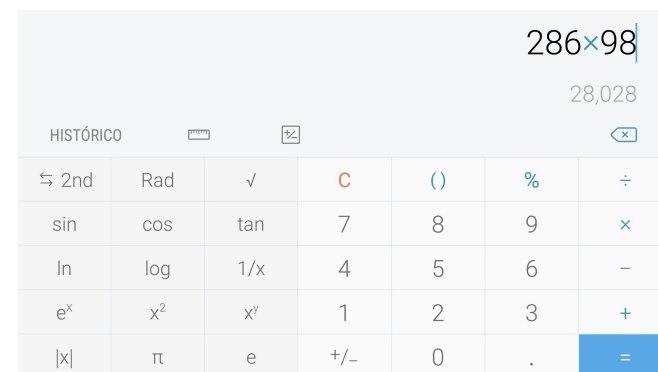 286×98
28,028
HISTÓRICO
⇆ 2nd Rad √ C () % ÷
sin cos tan 7 8 9 ×
ln log 1/x 4 5 6 −
eˣ x² xʸ 1 2 3 +
|x| π e +/− 0 . =